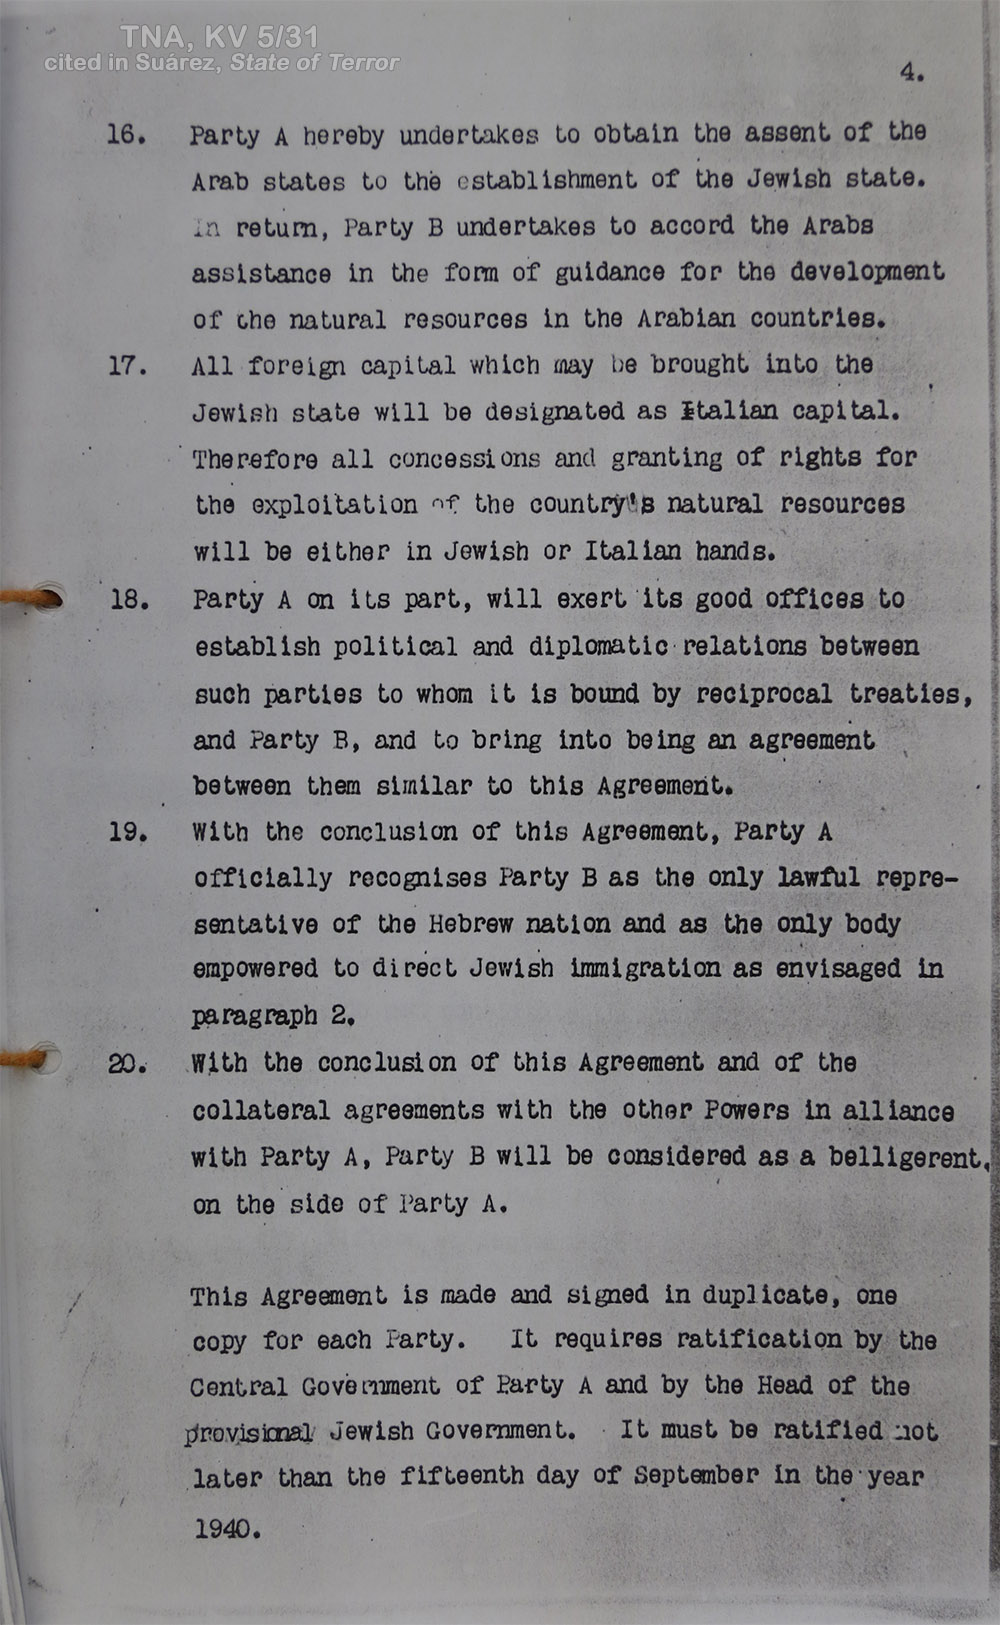 TNA, KV 5/31
cited in Suárez, State of Terror
4.
16. Party A hereby undertakes to obtain the assent of the
Arab states to the establishment of the Jewish state.
In return, Party B undertakes to accord the Arabs
assistance in the form of guidance for the development
of the natural resources in the Arabian countries.
17. All foreign capital which may be brought into the
Jewish state will be designated as Italian capital.
Therefore all concessions and granting of rights for
the exploitation of the country's natural resources
will be either in Jewish or Italian hands.
18. Party A on its part, will exert its good offices to
establish political and diplomatic relations between
such parties to whom it is bound by reciprocal treaties,
and Party B, and to bring into being an agreement
between them similar to this Agreement.
19. With the conclusion of this Agreement, Party A
officially recognises Party B as the only lawful repre-
sentative of the Hebrew nation and as the only body
empowered to direct Jewish immigration as envisaged in
paragraph 2.
20. With the conclusion of this Agreement and of the
collateral agreements with the other Powers in alliance
with Party A, Party B will be considered as a belligerent,
on the side of Party A.
This Agreement is made and signed in duplicate, one
copy for each Party. It requires ratification by the
Central Government of Party A and by the Head of the
provisional Jewish Government. It must be ratified not
later than the fifteenth day of September in the year
1940.